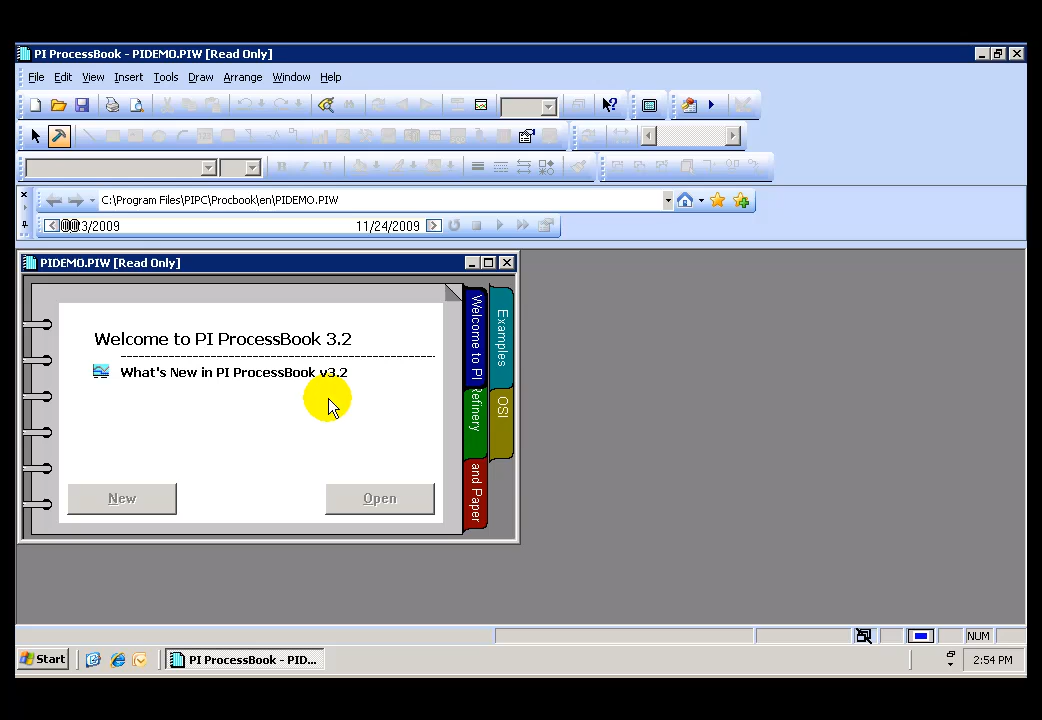 PI ProcessBook - PIDEMO.PIW [Read Only]
File Edit View Insert Tools Draw Arrange Window Help
C:\Program Files\PIPC\Procbook\en\PIDEMO.PIW
3/2009 11/24/2009
PIDEMO.PIW [Read Only]
Welcome to PI ProcessBook 3.2
What's New in PI ProcessBook v3.2
New Open
Welcome to PI
Refinery
and Paper
Examples
OSI
B I U
NUM
Start PI ProcessBook - PID... 2:54 PM